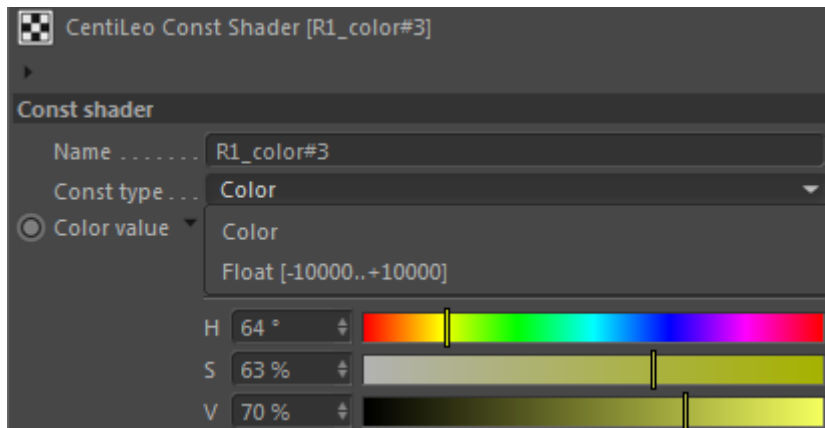 CentiLeo Const Shader [R1_color#3]
Const shader
Name . . . . . . . R1_color#3
Const type . . . Color
Color value
Color
Float [-10000..+10000]
H 64 °
S 63 %
V 70 %